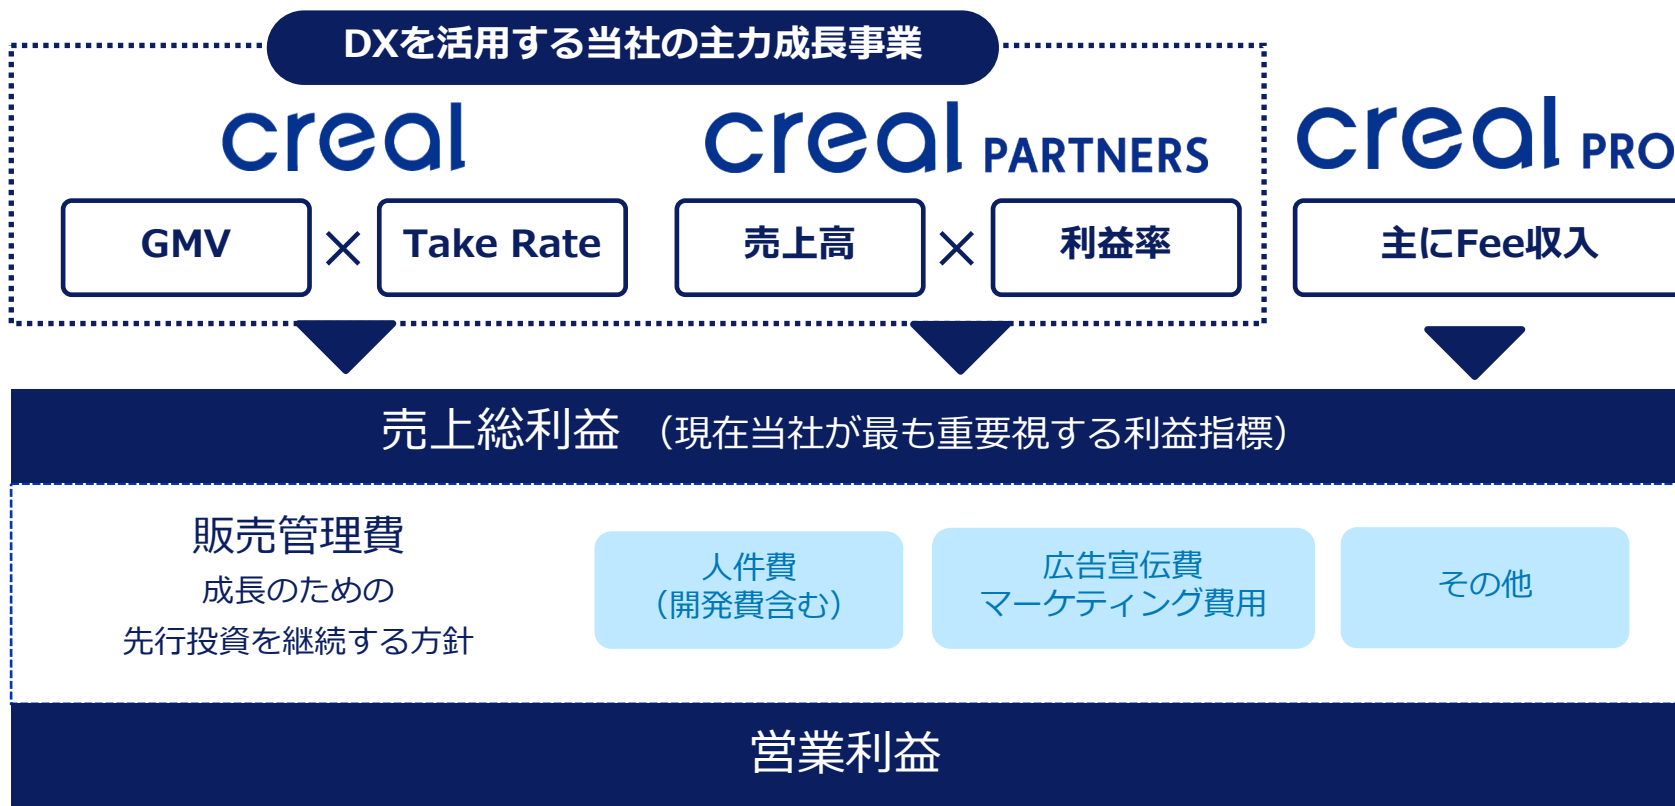 DXを活用する当社の主力成長事業
creal
creal PARTNERS
creal PRO
GMV × Take Rate
売上高 × 利益率
主にFee収入
売上総利益 (現在当社が最も重要視する利益指標)
販売管理費
成長のための
先行投資を継続する方針
人件費
(開発費含む)
広告宣伝費
マーケティング費用
その他
営業利益